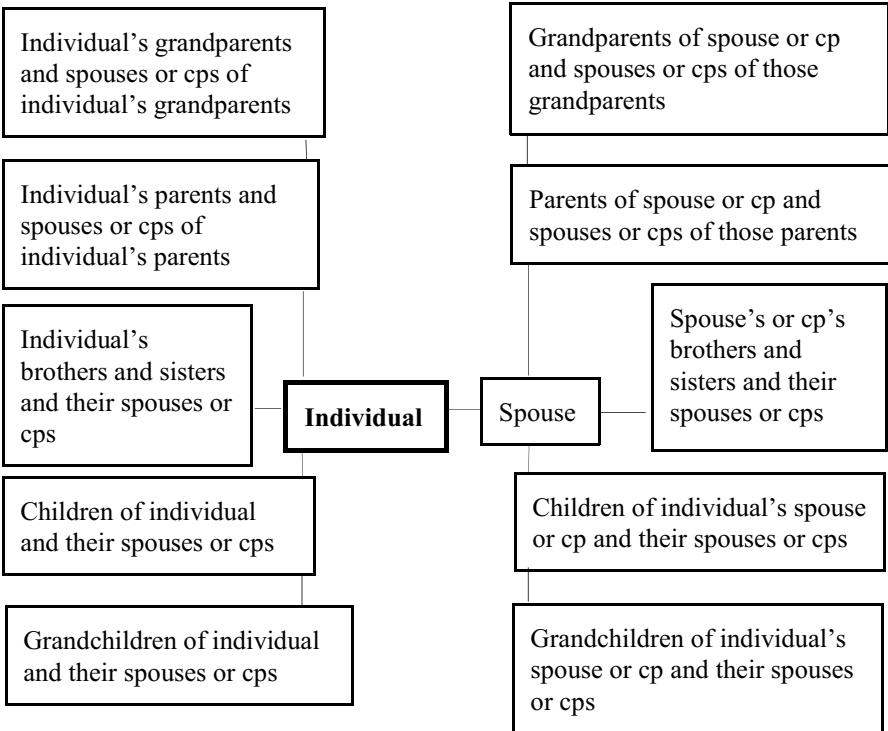 Individual’s grandparents
and spouses or cps of
individual’s grandparents
Grandparents of spouse or cp
and spouses or cps of those
grandparents
Individual’s parents and
spouses or cps of
individual’s parents
Parents of spouse or cp and
spouses or cps of those parents
Individual’s
brothers and sisters
and their spouses or
cps
Individual
Spouse
Spouse’s or cp’s
brothers and
sisters and their
spouses or cps
Children of individual
and their spouses or cps
Children of individual’s spouse
or cp and their spouses or cps
Grandchildren of individual
and their spouses or cps
Grandchildren of individual’s
spouse or cp and their spouses
or cps